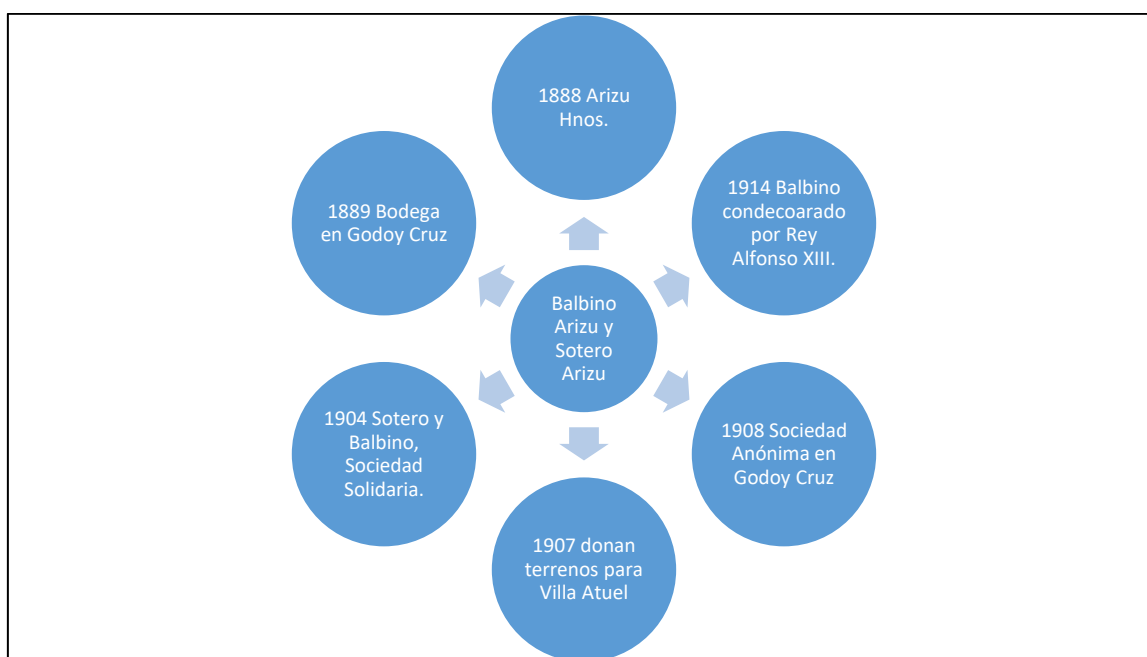 1888 Arizu
Hnos.
1914 Balbino
condecoarado
por Rey
Alfonso XIII.
1908 Sociedad
Anónima en
Godoy Cruz
1907 donan
terrenos para
Villa Atuel
1904 Sotero y
Balbino,
Sociedad
Solidaria.
1889 Bodega
en Godoy Cruz
Balbino
Arizu y
Sotero
Arizu